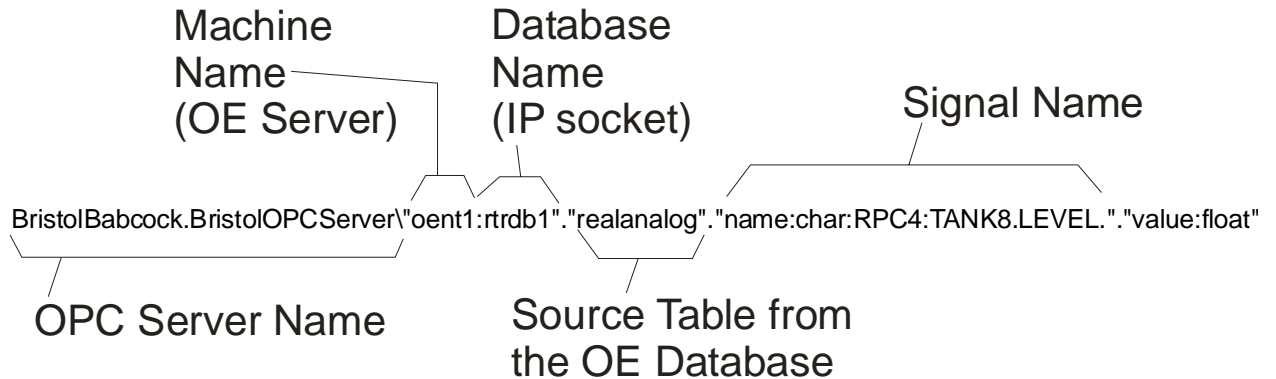 Machine
Name
(OE Server)
Database
Name
(IP socket)
Signal Name
BristolBabcock.BristolOPCServer\"oent1:rtrdb1"."realanalog"."name:char:RPC4:TANK8.LEVEL."."value:float"
OPC Server Name
Source Table from
the OE Database